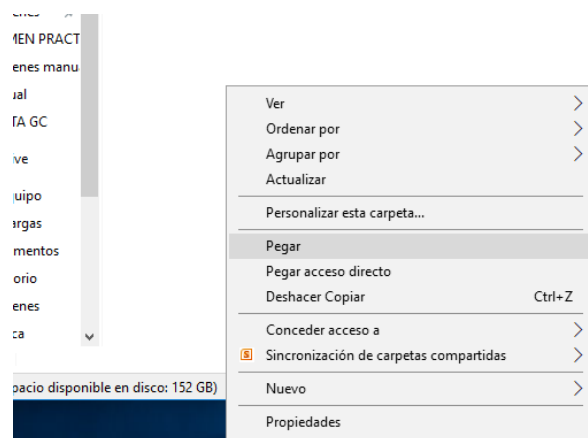 MEN PRACT
enes manu
ual
TA GC
ive
quipo
argas
mentos
orio
enes
ca
pacio disponible en disco: 152 GB)
Ver
Ordenar por
Agrupar por
Actualizar
Personalizar esta carpeta...
Pegar
Pegar acceso directo
Deshacer Copiar Ctrl+Z
Conceder acceso a
S Sincronización de carpetas compartidas
Nuevo
Propiedades